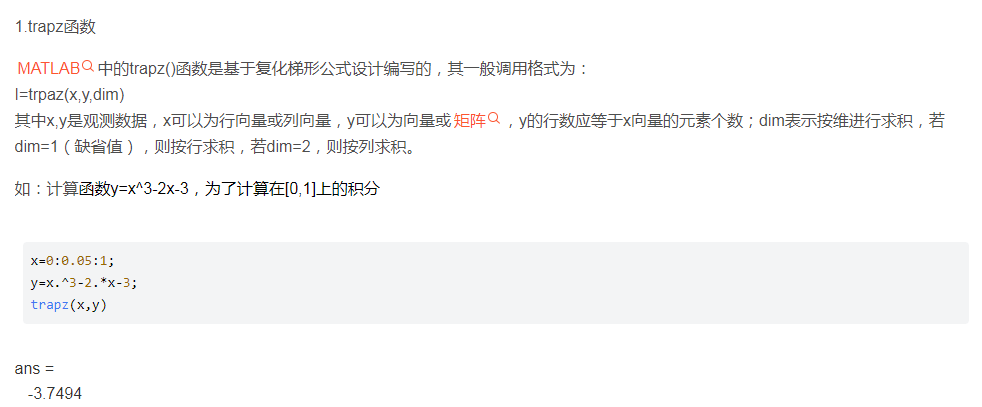 1.trapz函数
MATLAB中的trapz()函数是基于复化梯形公式设计编写的，其一般调用格式为：
I=trpaz(x,y,dim)
其中x,y是观测数据，x可以为行向量或列向量，y可以为向量或矩阵，y的行数应等于x向量的元素个数；dim表示按维进行求积，若
dim=1（缺省值），则按行求积，若dim=2，则按列求积。
如：计算函数y=x^3-2x-3，为了计算在[0,1]上的积分
x=0:0.05:1;
y=x.^3-2.*x-3;
trapz(x,y)
ans =
-3.7494